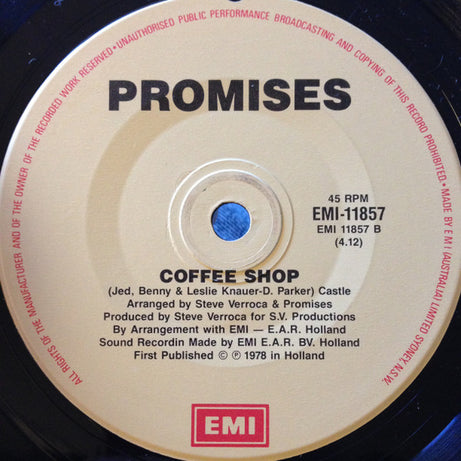 ALL RIGHTS OF THE MANUFACTURER AND OF THE OWNER OF THE RECORDED WORK RESERVED • UNAUTHORISED PUBLIC PERFORMANCE BROADCASTING AND COPYING OF THIS RECORD PROHIBITED. • MADE BY E M I (AUSTRALIA) LIMITED SYDNEY, N.S.W.
PROMISES
45 RPM
EMI-11857
EMI 11857 B
(4.12)
COFFEE SHOP
(Jed, Benny & Leslie Knauer-D. Parker) Castle
Arranged by Steve Verroca & Promises
Produced by Steve Verroca for S.V. Productions
By Arrangement with EMI — E.A.R. Holland
Sound Recordin Made by EMI E.A.R. BV. Holland
First Published © ℗ 1978 in Holland
EMI